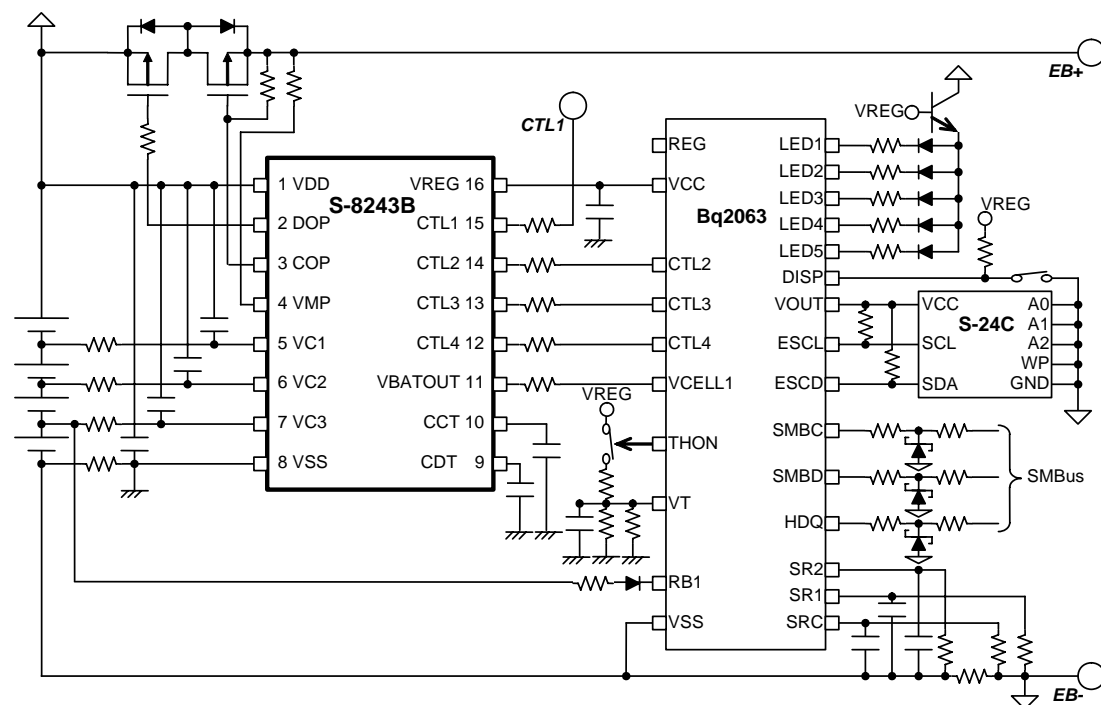 EB+
CTL1
VREG
S-8243B
1 VDD
2 DOP
3 COP
4 VMP
5 VC1
6 VC2
7 VC3
8 VSS
VREG 16
CTL1 15
CTL2 14
CTL3 13
CTL4 12
VBATOUT 11
CCT 10
CDT 9
VREG
Bq2063
REG
VCC
CTL2
CTL3
CTL4
VCELL1
THON
VT
RB1
VSS
LED1
LED2
LED3
LED4
LED5
DISP
VOUT
ESCL
ESCD
SMBC
SMBD
HDQ
SR2
SR1
SRC
VREG
S-24C
VCC
SCL
SDA
A0
A1
A2
WP
GND
SMBus
EB-